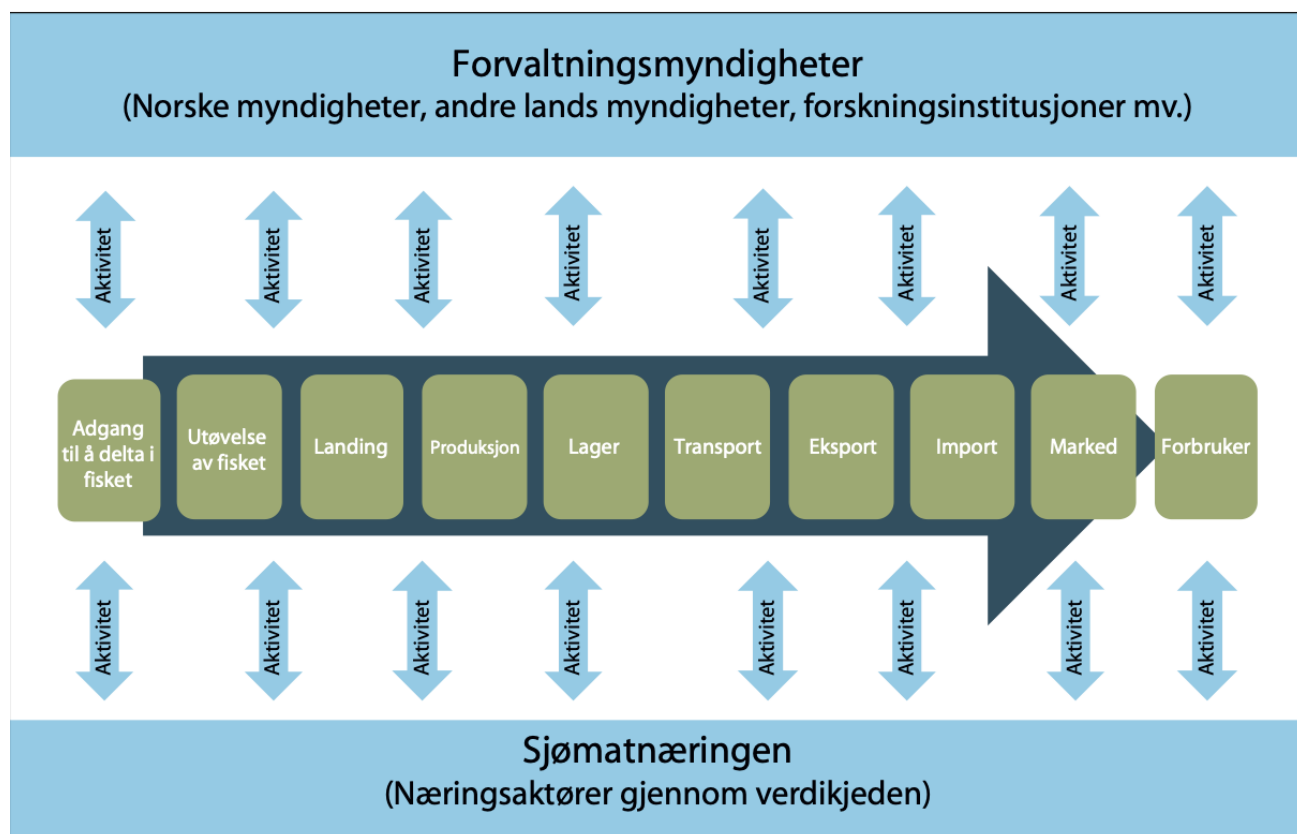 Forvaltningsmyndigheter
(Norske myndigheter, andre lands myndigheter, forskningsinstitusjoner mv.)
Aktivitet
Aktivitet
Aktivitet
Aktivitet
Aktivitet
Aktivitet
Aktivitet
Aktivitet
Adgang
til å delta i
fisket
Utøvelse
av fisket
Landing
Produksjon
Lager
Transport
Eksport
Import
Marked
Forbruker
Aktivitet
Aktivitet
Aktivitet
Aktivitet
Aktivitet
Aktivitet
Aktivitet
Aktivitet
Sjømatnæringen
(Næringsaktører gjennom verdikjeden)